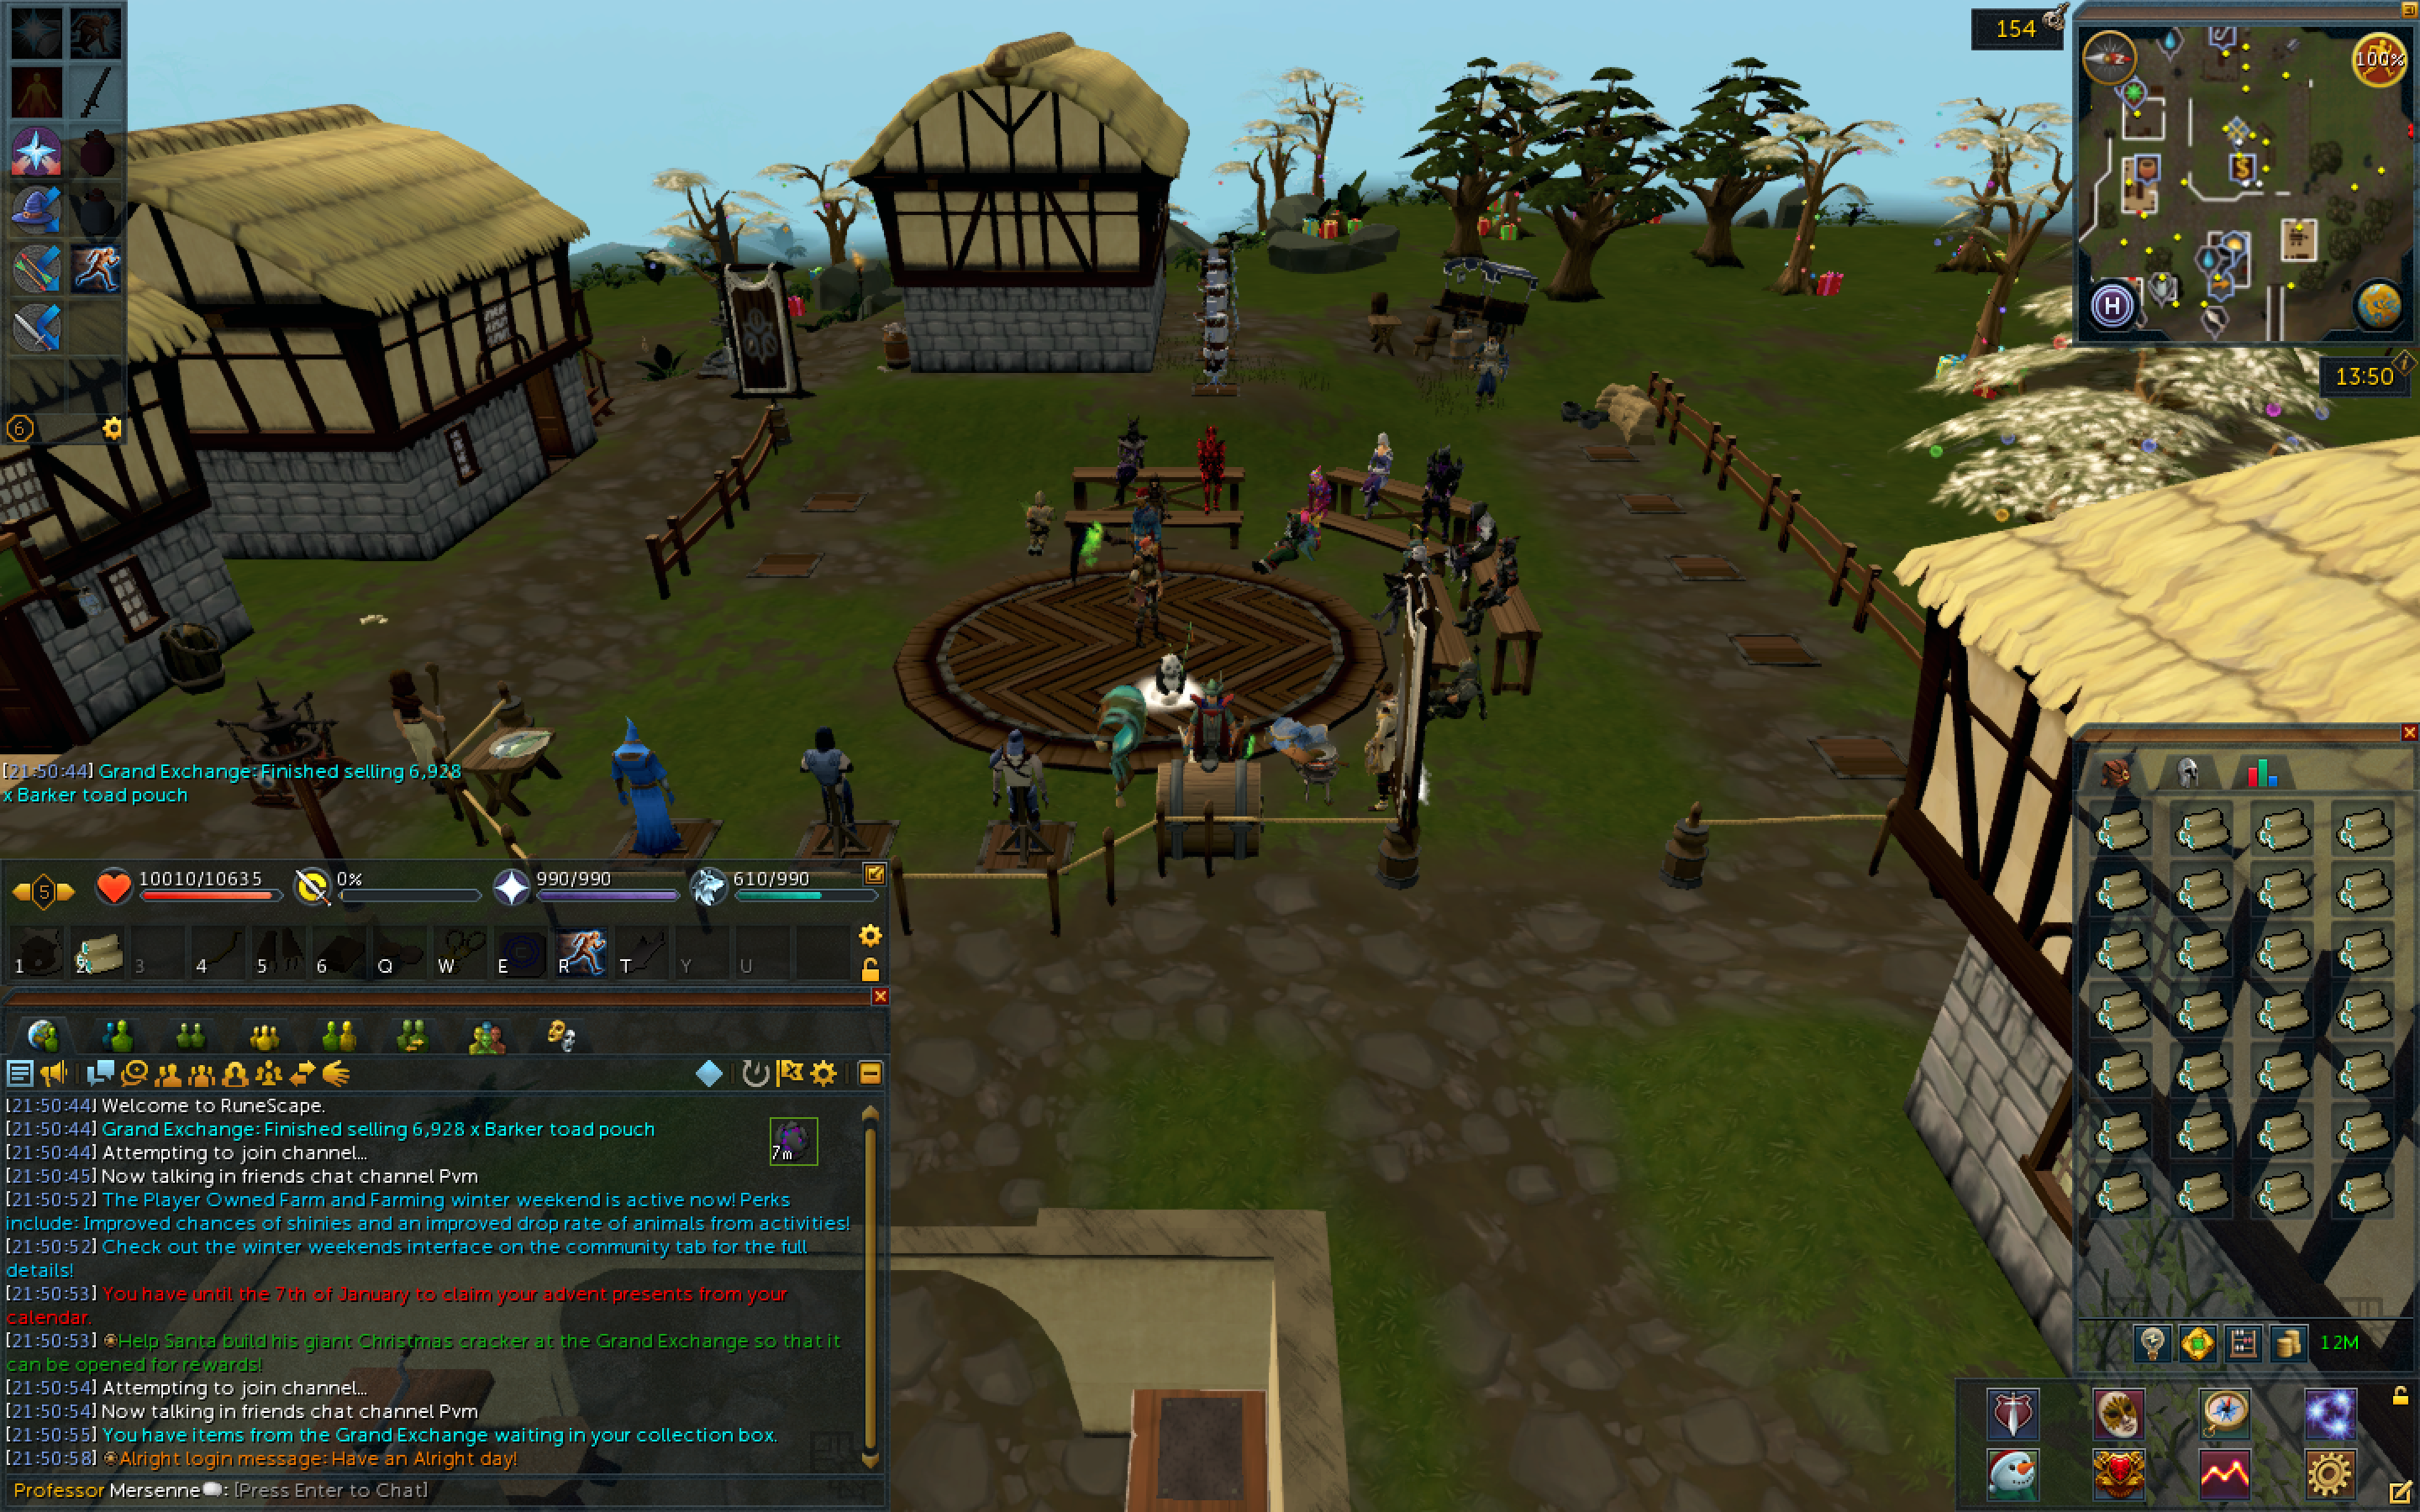 154
100%
H
13:50
6
[21:50:44] Grand Exchange: Finished selling 6,928
x Barker toad pouch
5
10010/10635
0%
990/990
610/990
1
2
3
4
5
6
Q
W
E
R
T
Y
U
[21:50:44] Welcome to RuneScape.
[21:50:44] Grand Exchange: Finished selling 6,928 x Barker toad pouch
7m
[21:50:44] Attempting to join channel...
[21:50:45] Now talking in friends chat channel Pvm
[21:50:52] The Player Owned Farm and Farming winter weekend is active now! Perks
include: Improved chances of shinies and an improved drop rate of animals from activities!
[21:50:52] Check out the winter weekends interface on the community tab for the full
details!
[21:50:53] You have until the 7th of January to claim your advent presents from your
calendar.
[21:50:53] Help Santa build his giant Christmas cracker at the Grand Exchange so that it
can be opened for rewards!
[21:50:54] Attempting to join channel...
[21:50:54] Now talking in friends chat channel Pvm
[21:50:55] You have items from the Grand Exchange waiting in your collection box.
[21:50:58] Alright login message: Have an Alright day!
Professor Mersenne: [Press Enter to Chat]
12M